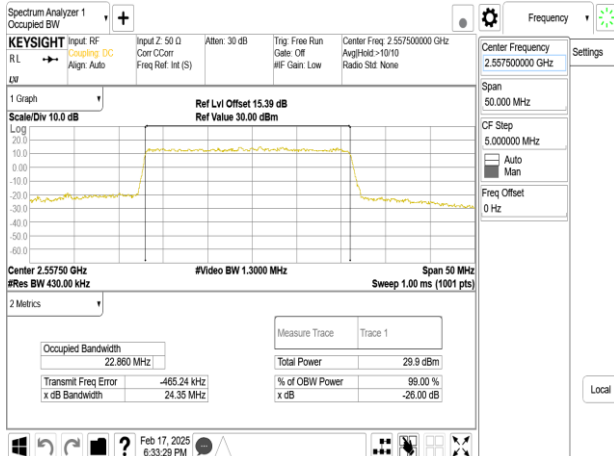 Spectrum Analyzer 1
Occupied BW
+
Frequency
KEYSIGHT
RL
Input: RF
Coupling: DC
Align: Auto
Input Z: 50 Ω
Corr CCorr
Freq Ref: Int (S)
Atten: 30 dB
Trig: Free Run
Gate: Off
#IF Gain: Low
Center Freq: 2.557500000 GHz
Avg|Hold:>10/10
Radio Std: None
LXI
Center Frequency
2.557500000 GHz
Settings
Span
50.000 MHz
CF Step
5.000000 MHz
Auto
Man
Freq Offset
0 Hz
Local
1 Graph
Scale/Div 10.0 dB
Ref Lvl Offset 15.39 dB
Ref Value 30.00 dBm
Log
20.0
10.0
0.00
-10.0
-20.0
-30.0
-40.0
-50.0
-60.0
Center 2.55750 GHz
#Video BW 1.3000 MHz
Span 50 MHz
#Res BW 430.00 kHz
Sweep 1.00 ms (1001 pts)
2 Metrics
Measure Trace Trace 1
Occupied Bandwidth
22.860 MHz
Total Power 29.9 dBm
Transmit Freq Error -465.24 kHz
% of OBW Power 99.00 %
x dB Bandwidth 24.35 MHz
x dB -26.00 dB
?
Feb 17, 2025
6:33:29 PM